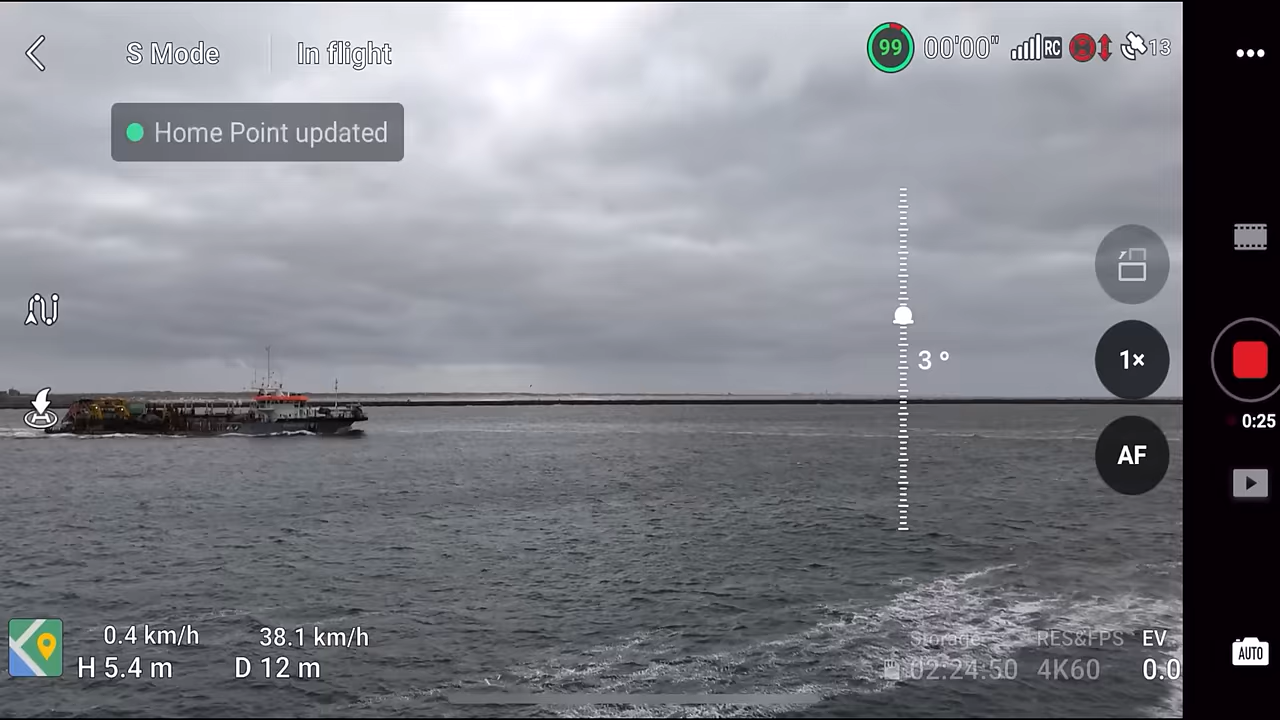 S Mode
In flight
99
00'00"
RC
13
Home Point updated
3°
1×
AF
0:25
0.4 km/h
38.1 km/h
H 5.4 m
D 12 m
Storage
RES&FPS
EV
02:24:50
4K60
0.0
AUTO